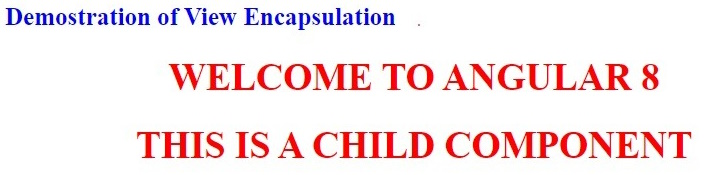 Demostration of View Encapsulation .
WELCOME TO ANGULAR 8
THIS IS A CHILD COMPONENT